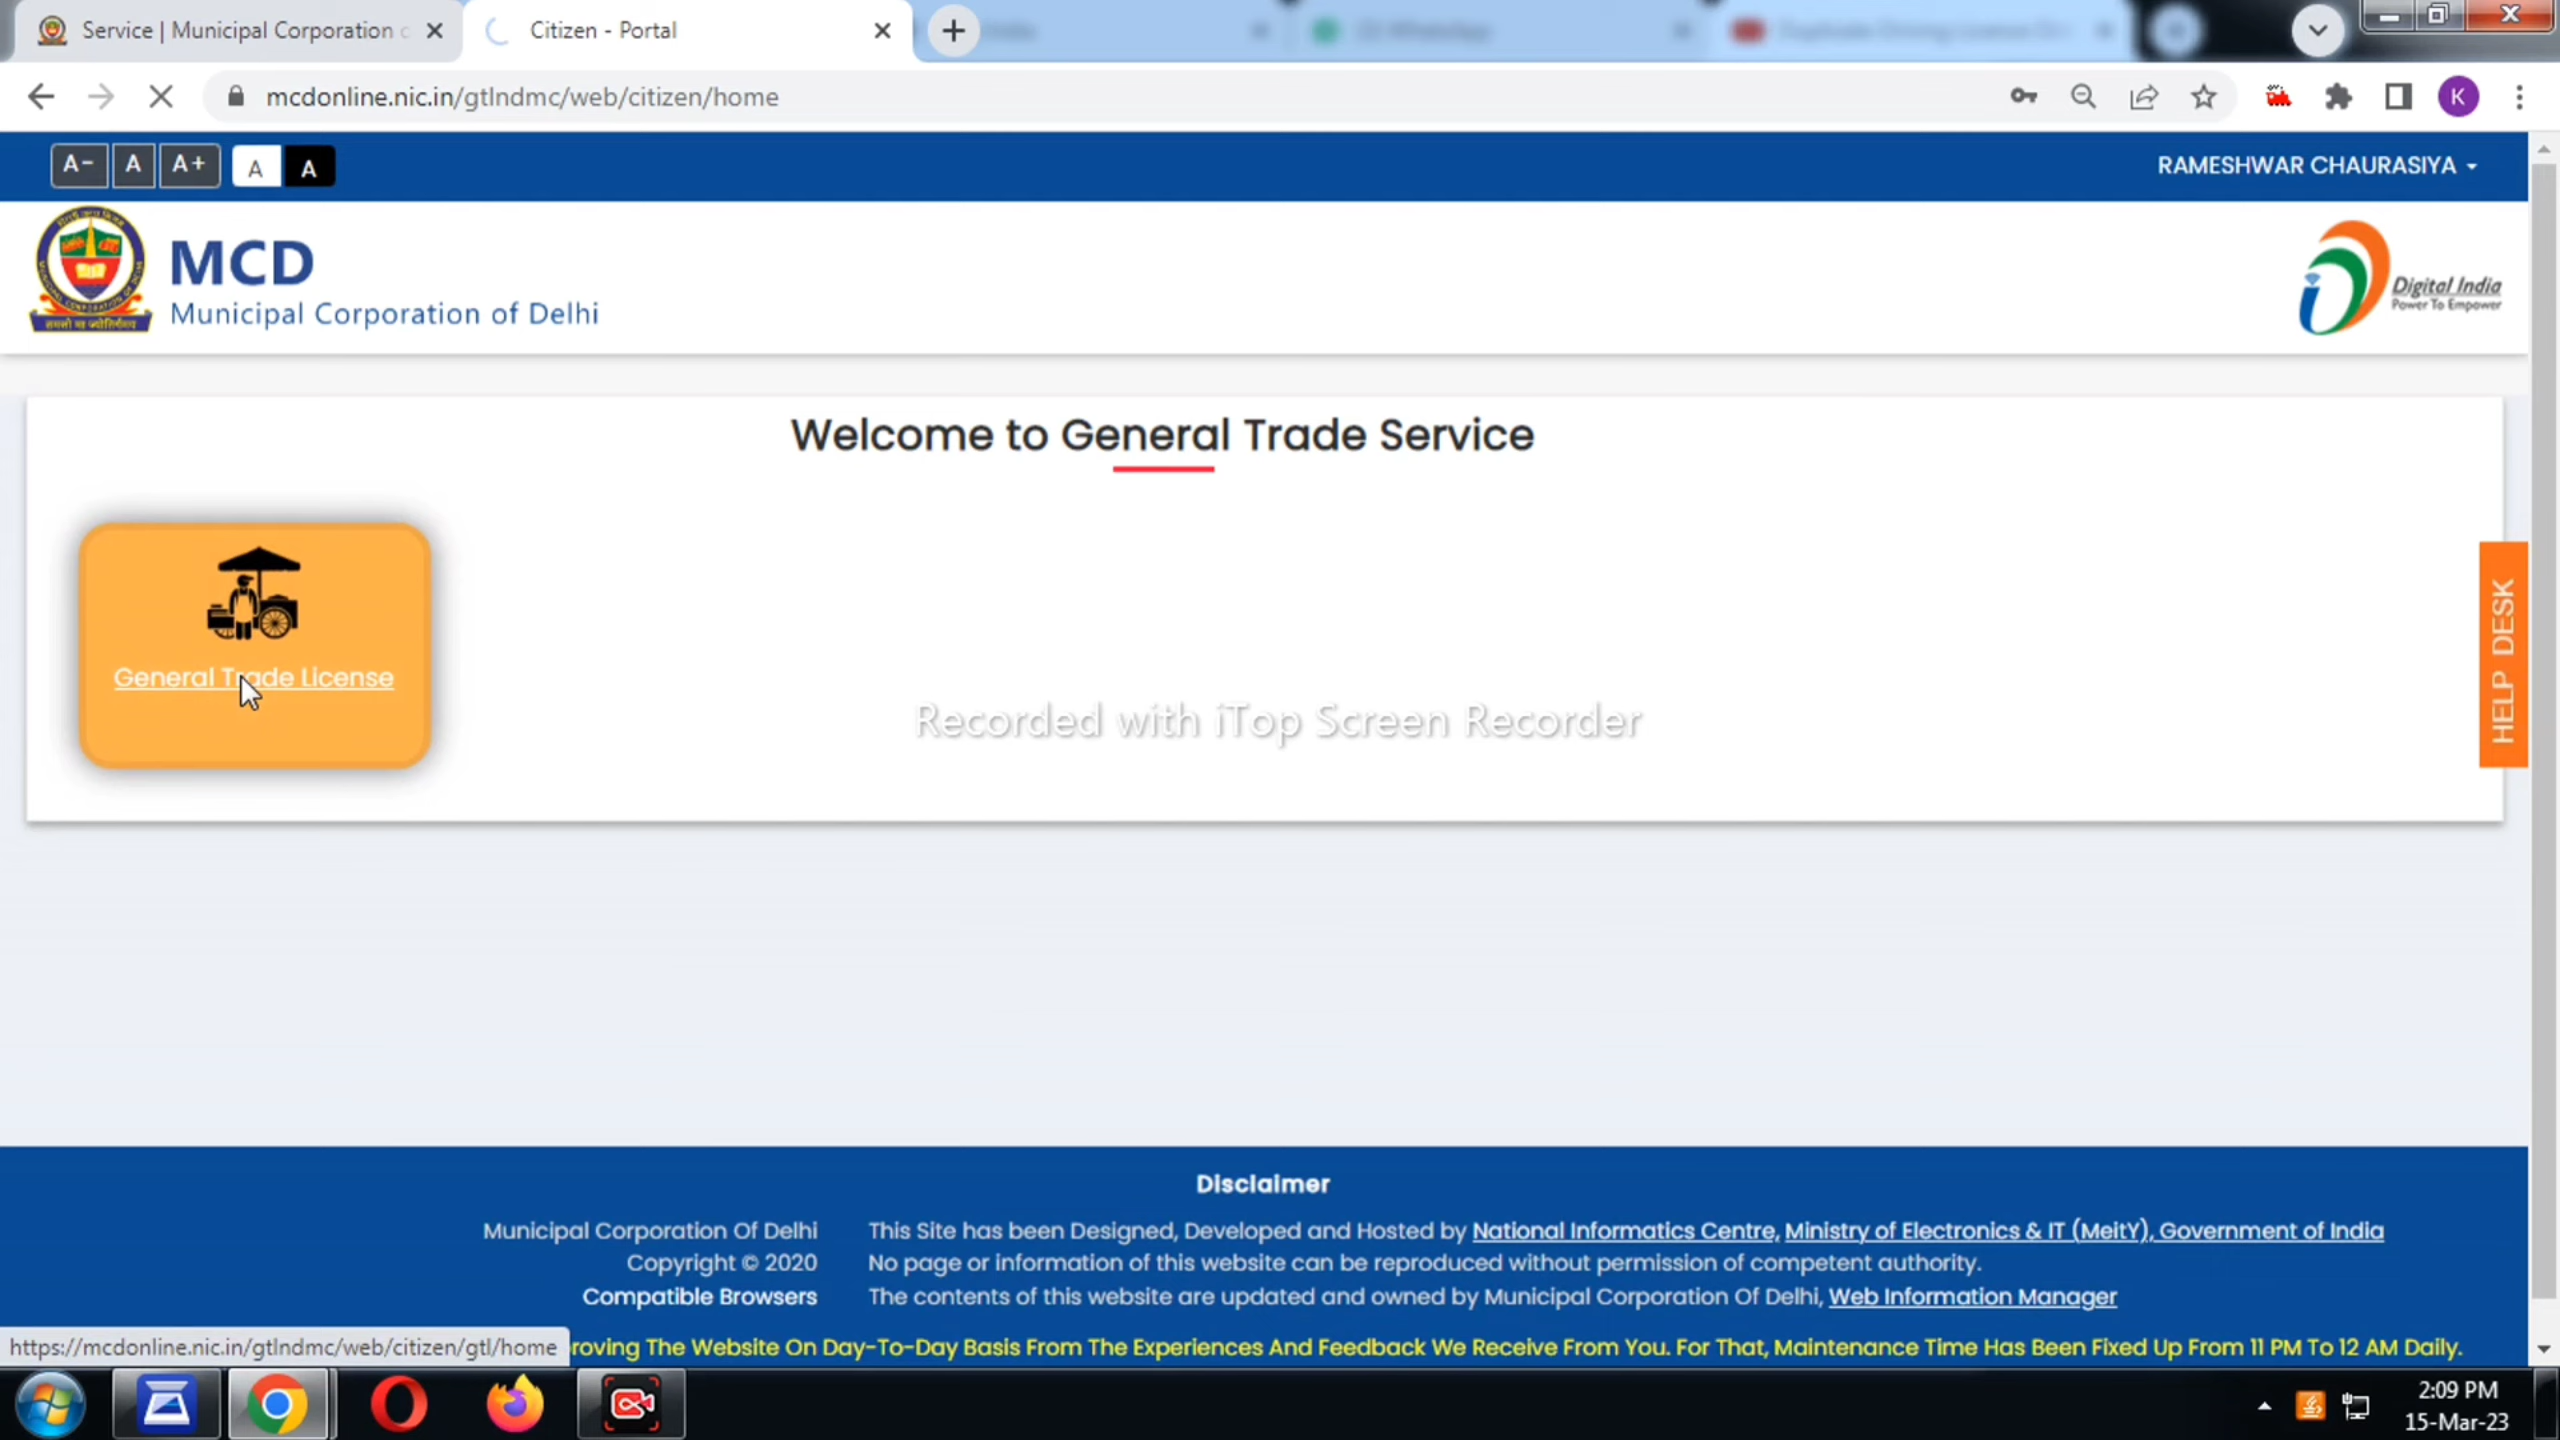 Service | Municipal Corporation
Citizen - Portal
WhatsApp
mcdonline.nic.in/gtlndmc/web/citizen/home
K
A-
A
A+
A
A
RAMESHWAR CHAURASIYA
MCD
Municipal Corporation of Delhi
Digital India
Power To Empower
Welcome to General Trade Service
General Trade License
HELP DESK
Recorded with iTop Screen Recorder
Disclaimer
Municipal Corporation Of Delhi
Copyright © 2020
Compatible Browsers
This Site has been Designed, Developed and Hosted by National Informatics Centre, Ministry of Electronics & IT (MeitY), Government of India
No page or information of this website can be reproduced without permission of competent authority.
The contents of this website are updated and owned by Municipal Corporation Of Delhi, Web Information Manager
https://mcdonline.nic.in/gtlndmc/web/citizen/gtl/home
roving The Website On Day-To-Day Basis From The Experiences And Feedback We Receive From You. For That, Maintenance Time Has Been Fixed Up From 11 PM To 12 AM Daily.
2:09 PM
15-Mar-23